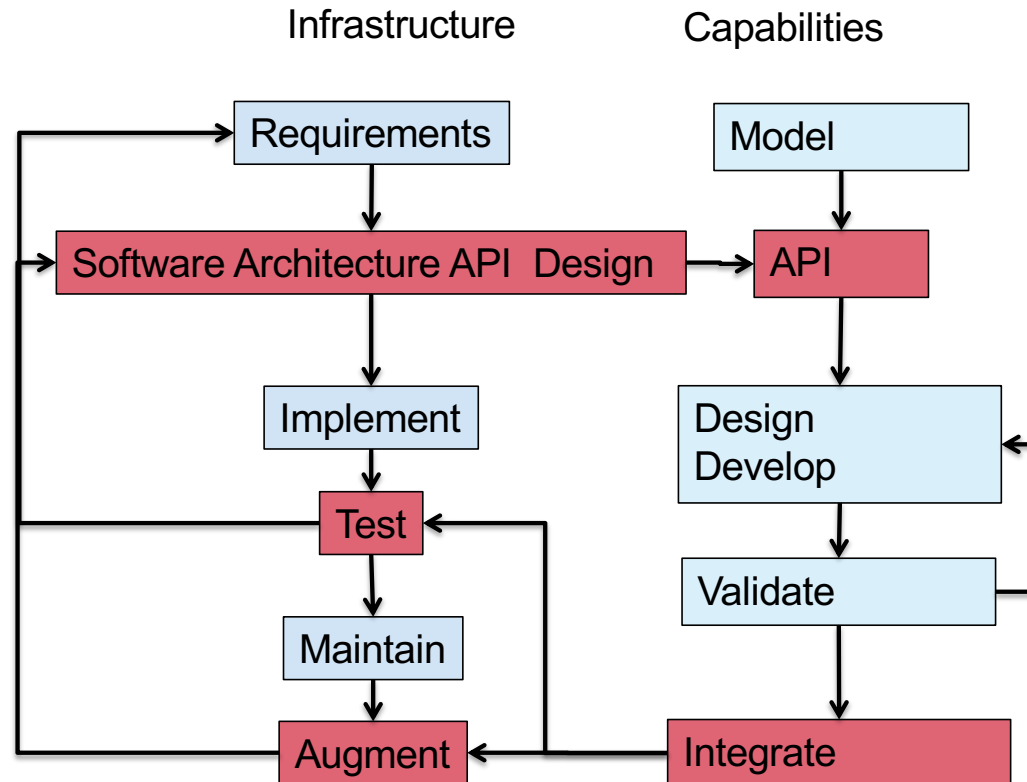 Infrastructure
Capabilities
Requirements
Model
Software Architecture API  Design
API
Implement
Design
Develop
Test
Validate
Maintain
Augment
Integrate